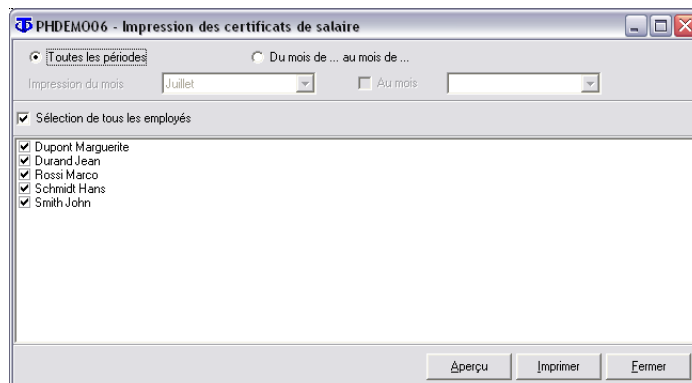 PHDEMO06 - Impression des certificats de salaire
Toutes les périodes Du mois de ... au mois de ...
Impression du mois Juillet Au mois
Sélection de tous les employés
Dupont Marguerite
Durand Jean
Rossi Marco
Schmidt Hans
Smith John
Aperçu Imprimer Fermer